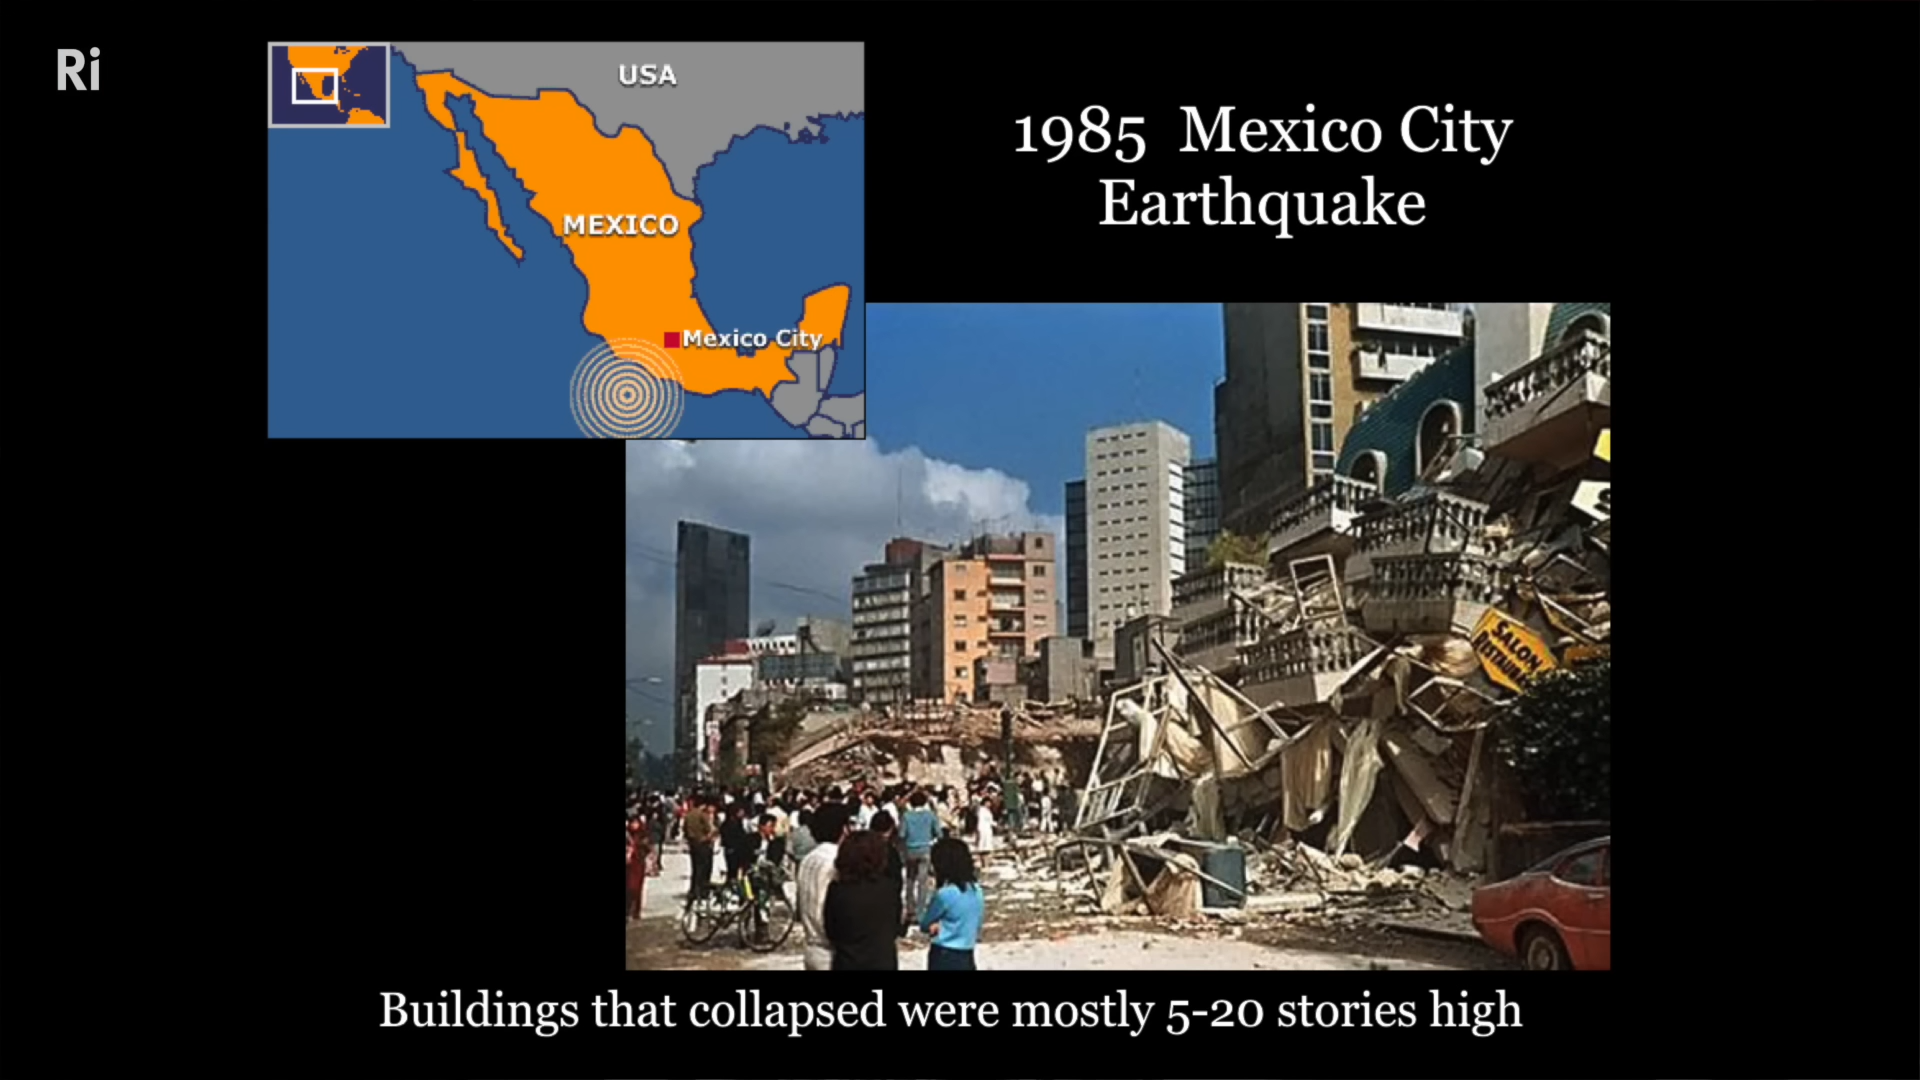 Ri
USA
MEXICO
Mexico City
1985 Mexico City
Earthquake
SALON
Buildings that collapsed were mostly 5-20 stories high